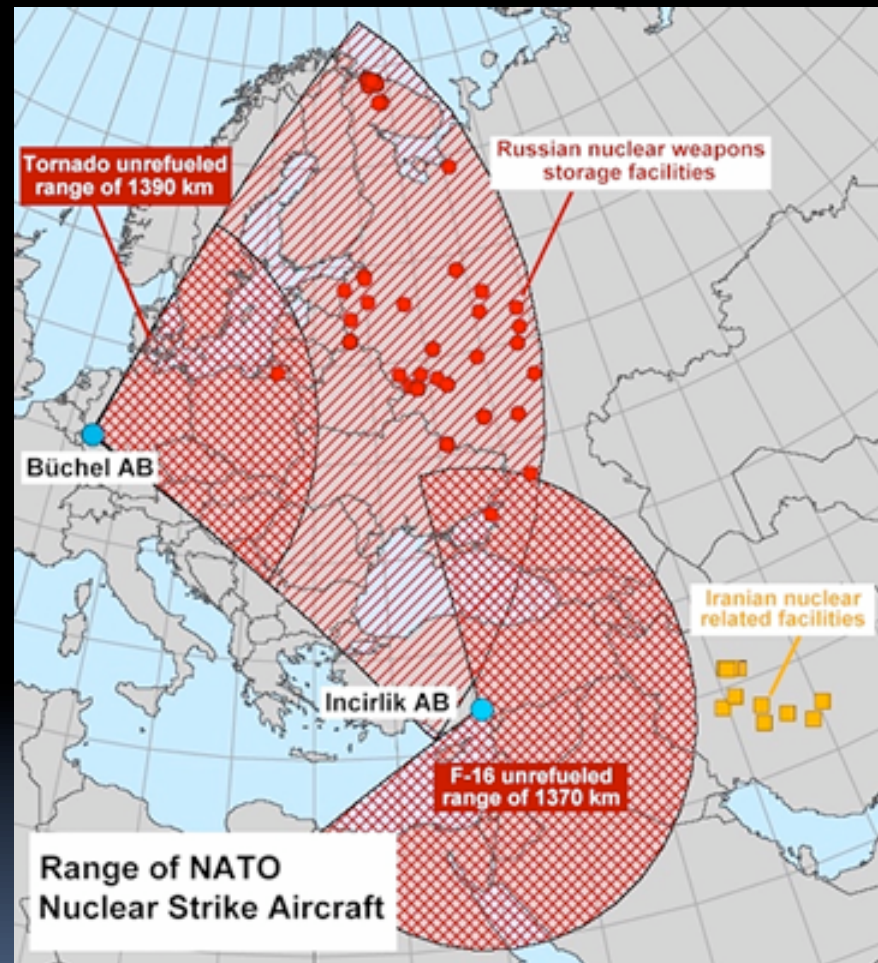 Tornado unrefueled
range of 1390 km
Russian nuclear weapons
storage facilities
Büchel AB
Iranian nuclear
related facilities
Incirlik AB
F-16 unrefueled
range of 1370 km
Range of NATO
Nuclear Strike Aircraft